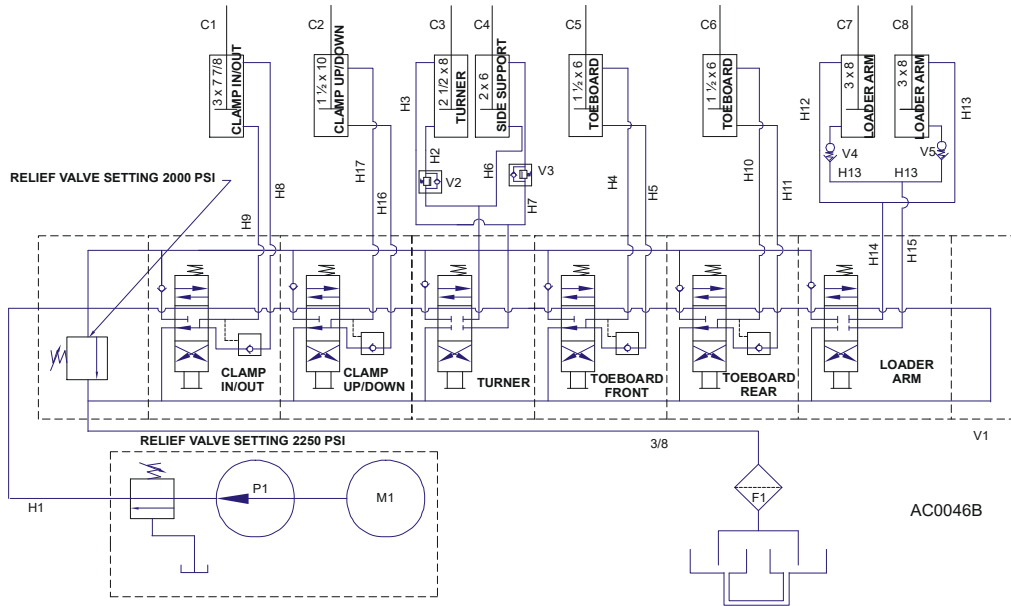 C1
C2
C3
C4
C5
C6
C7
C8
3 x 7 7/8
CLAMP IN/OUT
1 ½ x 10
CLAMP UP/DOWN
H3
2 1/2 x 8
TURNER
2 x 6
SIDE SUPPORT
1 ½ x 6
TOEBOARD
1 ½ x 6
TOEBOARD
H12
3 x 8
LOADER ARM
3 x 8
LOADER ARM
H13
V4
V5
H13
H13
H2
H6
V2
V3
H7
H9
H8
H17
H16
H4
H5
H10
H11
H14
H15
RELIEF VALVE SETTING 2000 PSI
CLAMP
IN/OUT
CLAMP
UP/DOWN
TURNER
TOEBOARD
FRONT
TOEBOARD
REAR
LOADER
ARM
V1
RELIEF VALVE SETTING 2250 PSI
3/8
H1
P1
M1
F1
AC0046B